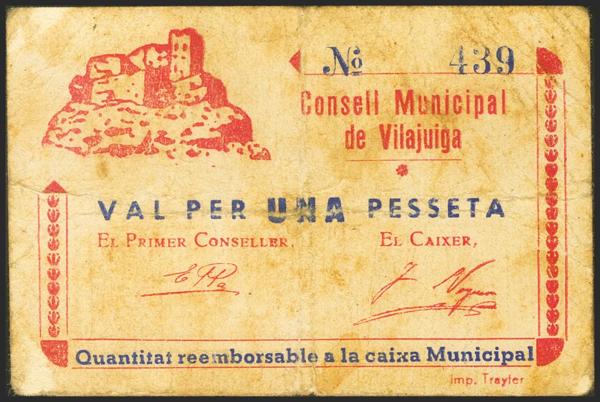 Nº 439
Consell Municipal
de Vilajuiga
VAL PER UNA PESSETA
EL PRIMER CONSELLER, EL CAIXER,
Quantitat reemborsable a la caixa Municipal
Imp. Trayter